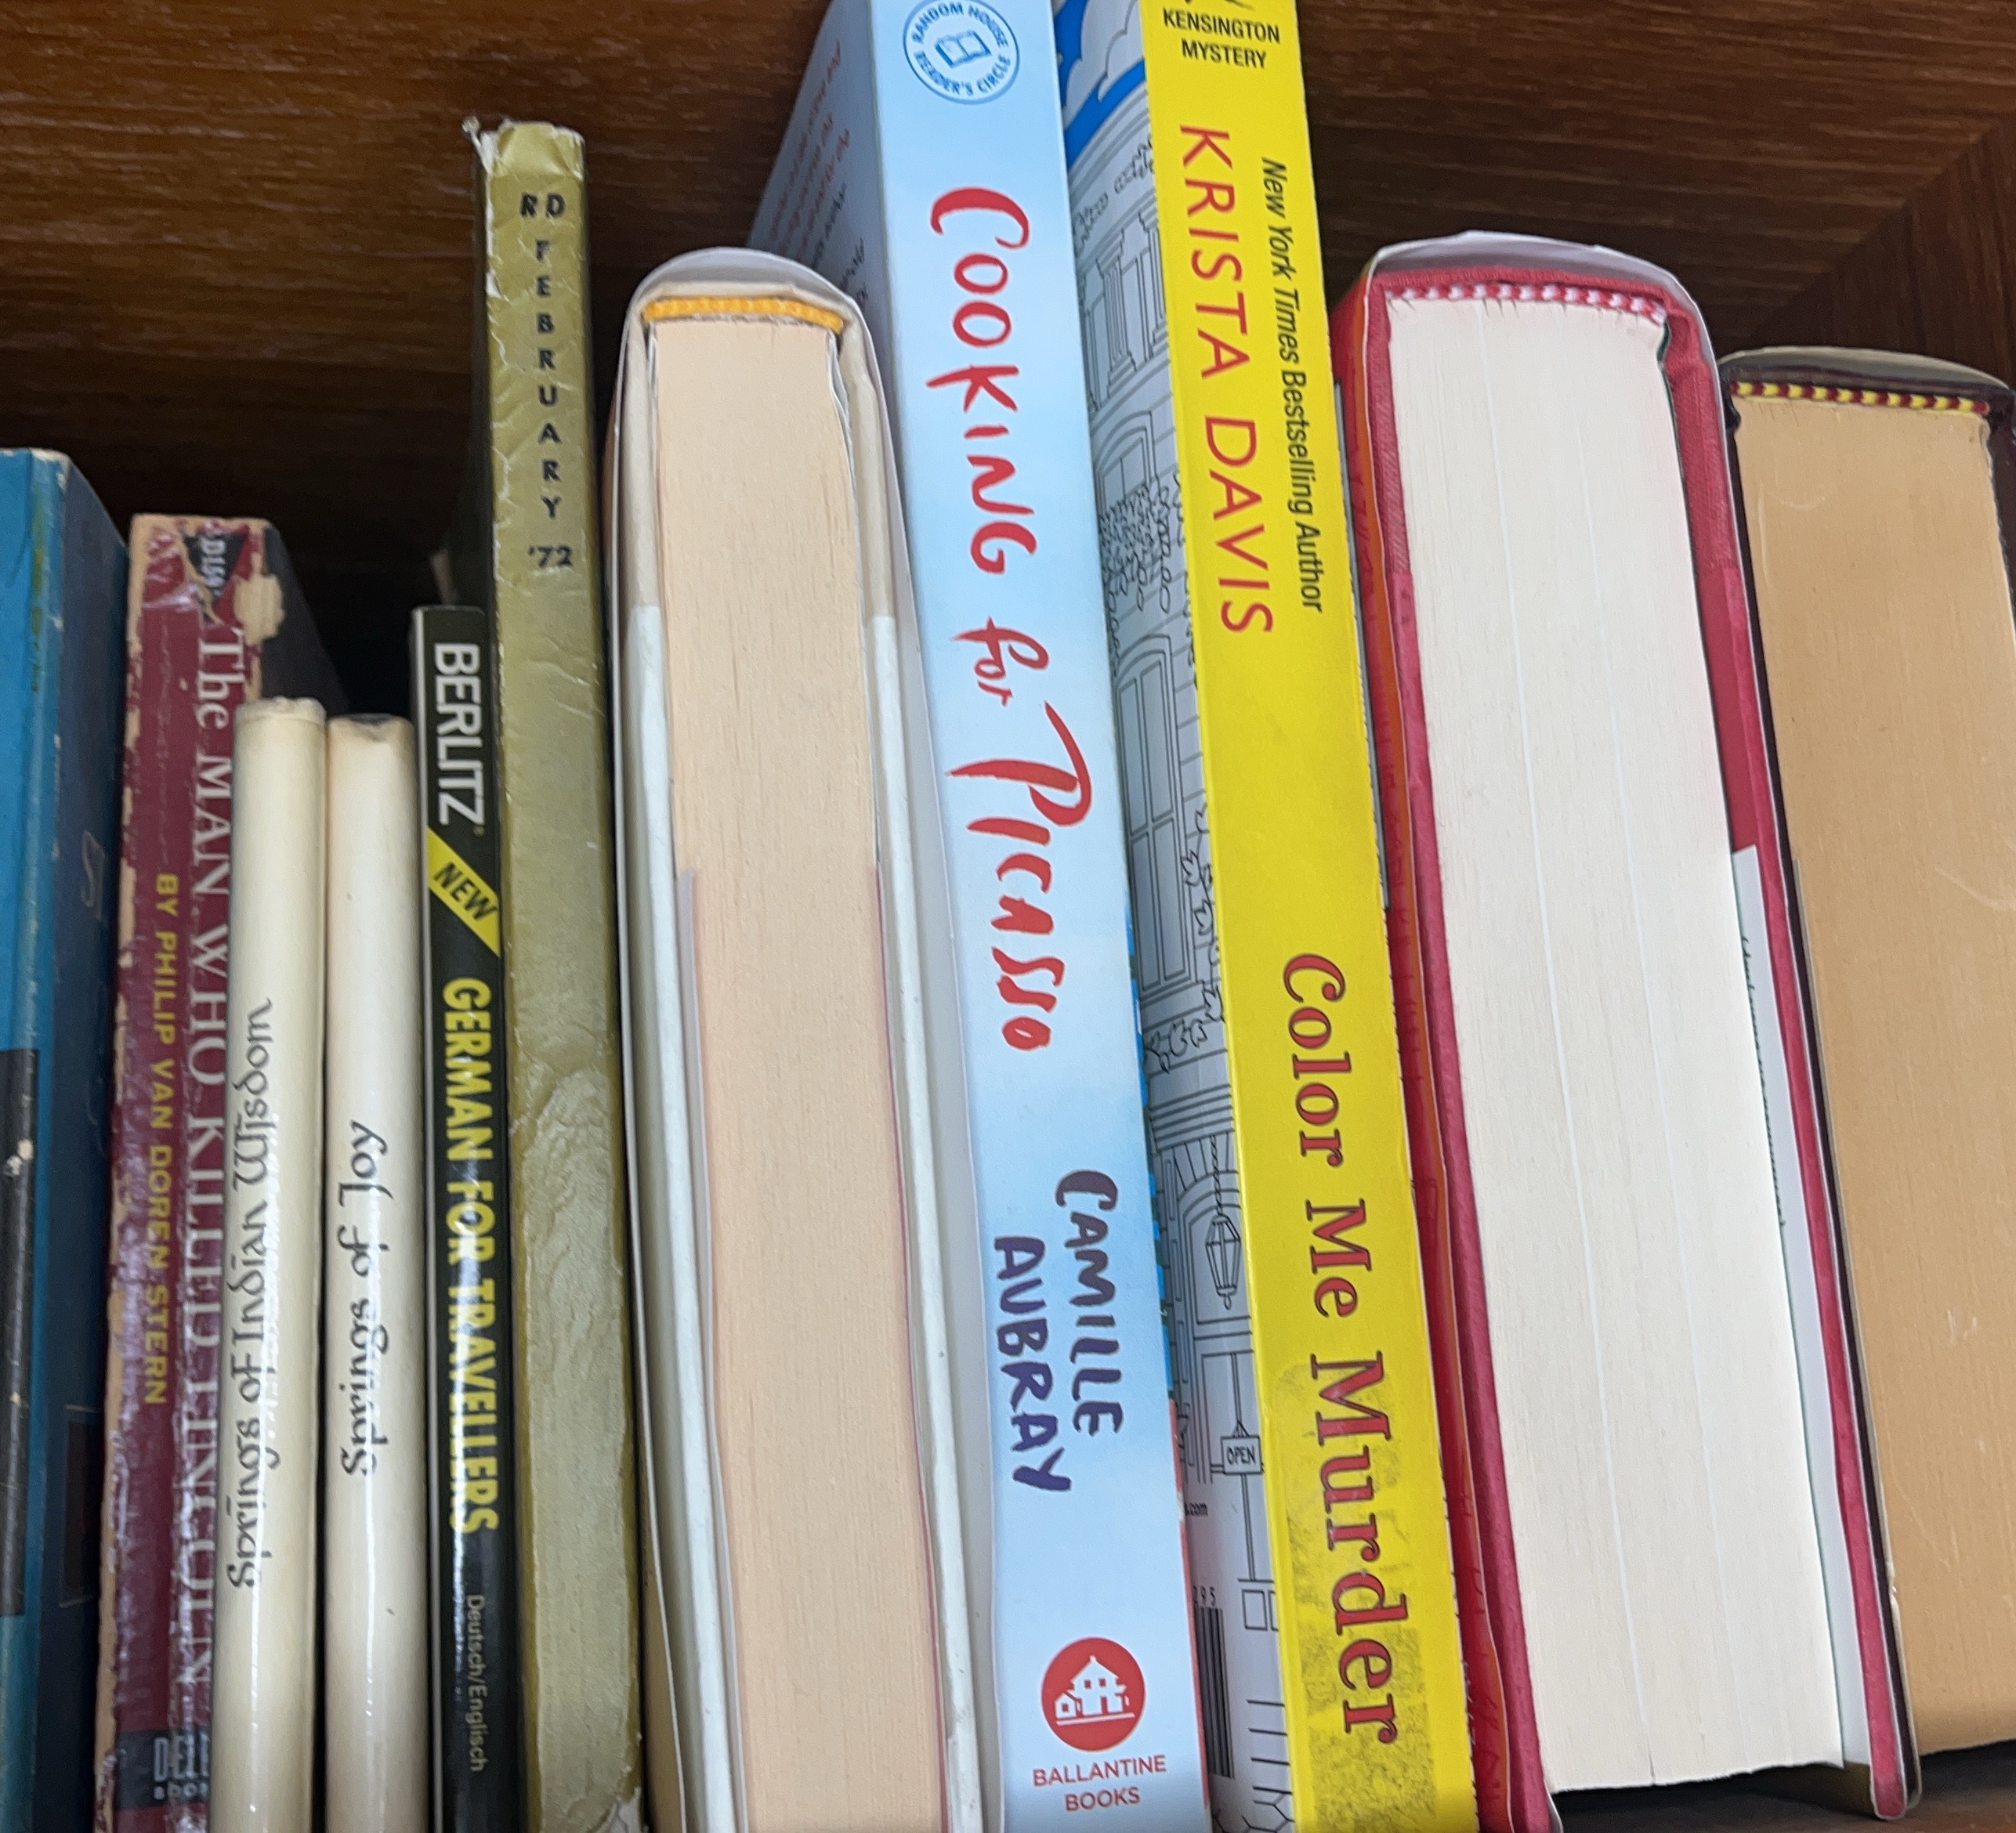 The MAN WHO KILLED LINCOLN
BY PHILIP VAN DOREN STERN
Springs of Indian Wisdom
Springs of Joy
BERLITZ®
NEW
GERMAN FOR TRAVELLERS
Deutsch/Englisch
RD FEBRUARY '72
RANDOM HOUSE
READER'S CIRCLE
COOKING for PICASSO
CAMILLE
AUBRAY
BALLANTINE
BOOKS
OPEN
.com
KENSINGTON
MYSTERY
New York Times Bestselling Author
KRISTA DAVIS
Color Me Murder